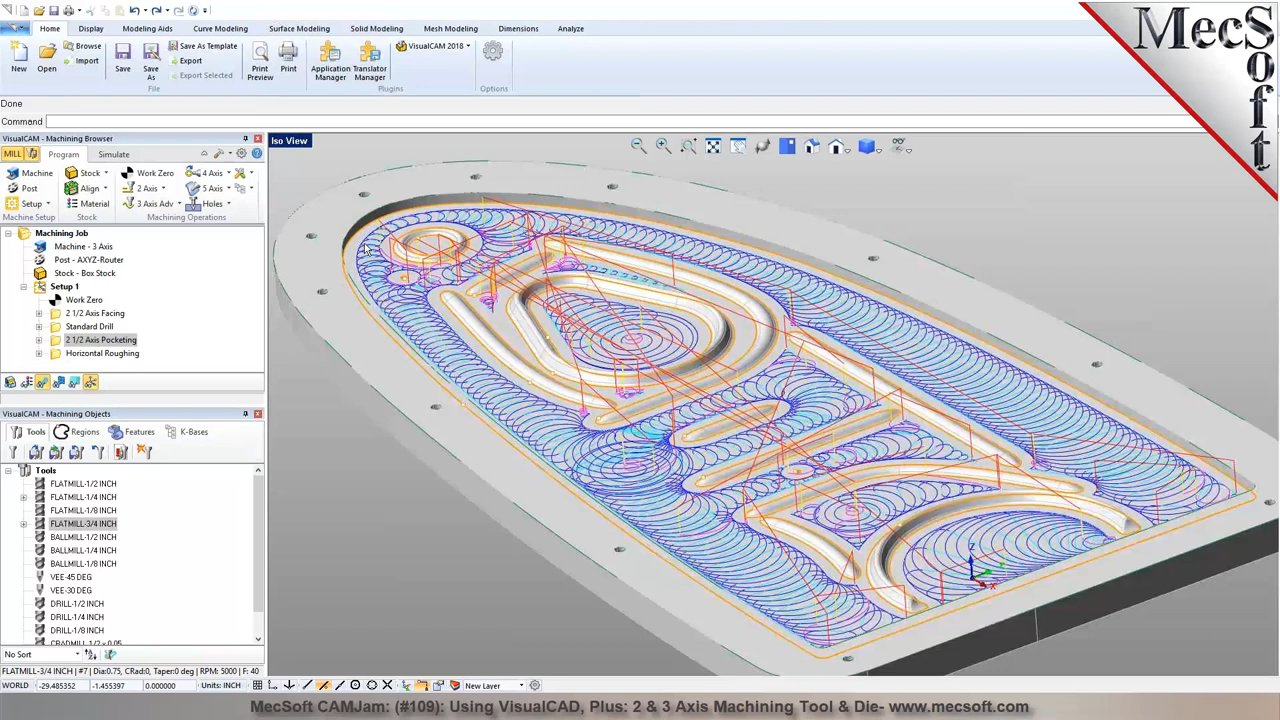 Home Display Modeling Aids Curve Modeling Surface Modeling Solid Modeling Mesh Modeling Dimensions Analyze
New Open Browse Import Save Save As Save As Template Export Export Selected Print Preview Print Application Manager Translator Manager VisualCAM 2018
File Plugins Options
Done
Command
VisualCAM - Machining Browser
MILL Program Simulate
Machine Stock Work Zero 4 Axis
Post Align 2 Axis 5 Axis
Setup Material 3 Axis Adv Holes
Machine Setup Stock Machining Operations
Machining Job
Machine - 3 Axis
Post - AXYZ-Router
Stock - Box Stock
Setup 1
Work Zero
2 1/2 Axis Facing
Standard Drill
2 1/2 Axis Pocketing
Horizontal Roughing
VisualCAM - Machining Objects
Tools Regions Features K-Bases
Tools
FLATMILL-1/2 INCH
FLATMILL-1/4 INCH
FLATMILL-1/8 INCH
FLATMILL-3/4 INCH
BALLMILL-1/2 INCH
BALLMILL-1/4 INCH
BALLMILL-1/8 INCH
VEE-45 DEG
VEE-30 DEG
DRILL-1/2 INCH
DRILL-1/4 INCH
DRILL-1/8 INCH
No Sort
FLATMILL-3/4 INCH | #7 | Dia:0.75, CRad:0, Taper:0 deg | RPM: 5000 | F: 40
WORLD -29.485352 -1.455397 0.000000 Units: INCH New Layer
Iso View
Z
X
MecSoft
MecSoft CAMJam: (#109): Using VisualCAD, Plus: 2 & 3 Axis Machining Tool & Die- www.mecsoft.com